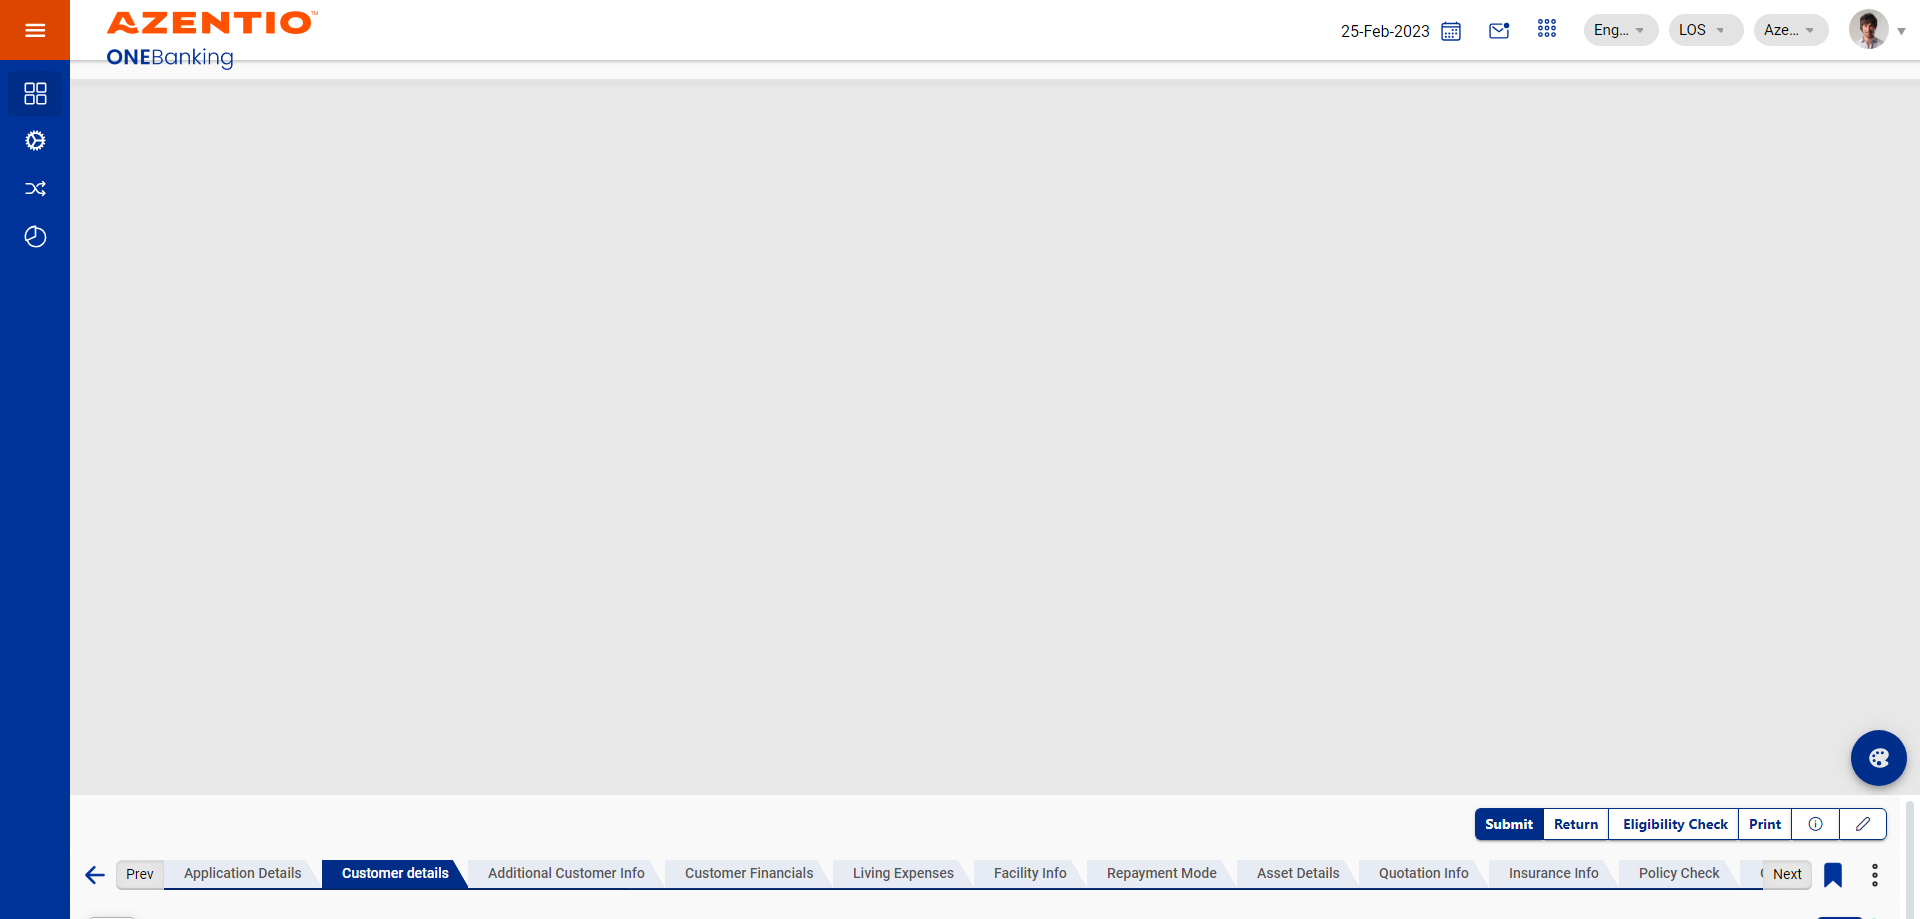 AZENTIO™
ONEBanking
25-Feb-2023
Eng...
LOS
Aze...
Submit
Return
Eligibility Check
Print
Prev
Application Details
Customer details
Additional Customer Info
Customer Financials
Living Expenses
Facility Info
Repayment Mode
Asset Details
Quotation Info
Insurance Info
Policy Check
Next